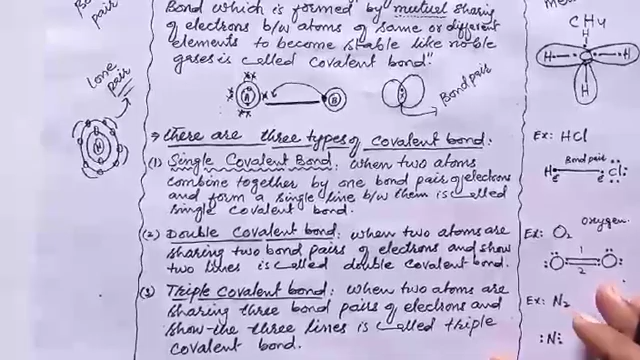 Bond which is formed by mutual sharing
of electrons b/w atoms of same or different
elements to become stable like noble
gases is called covalent bond."
Bond
pair
lone
pair
N
A
B
Bond pair
→ There are three types of covalent bond:
(1) Single Covalent Bond: when two atoms
combine together by one bond pair of electrons
and form a single line b/w them is called
single covalent bond.
(2) Double Covalent bond: when two atoms are
sharing two bond pairs of electrons and show
two lines is called double covalent bond.
(3) Triple covalent bond: when two atoms are
sharing three bond pairs of electrons and
show the three lines is called triple
covalent bond.
CH4
H
H C H
H
Ex: HCl
Bond pair
H e e Cl
Ex: O2 oxygen
1
:O O:
2
Ex: N2
:N: